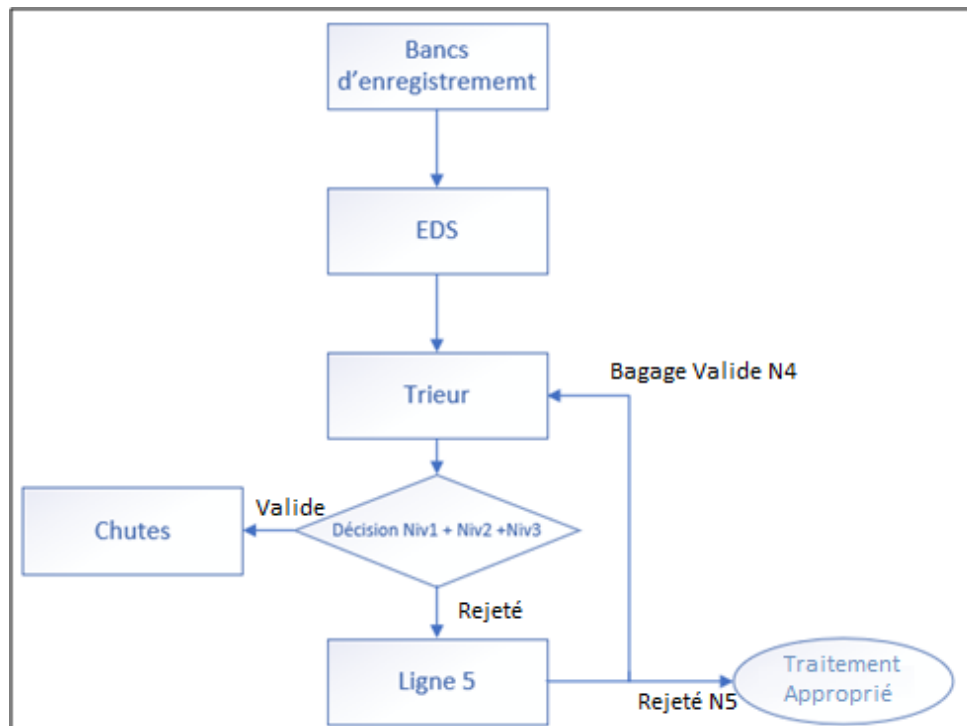 Bancs
d'enregistrememt
EDS
Bagage Valide N4
Trieur
Valide
Chutes
Décision Niv1 + Niv2 +Niv3
Rejeté
Ligne 5
Rejeté N5
Traitement
Approprié